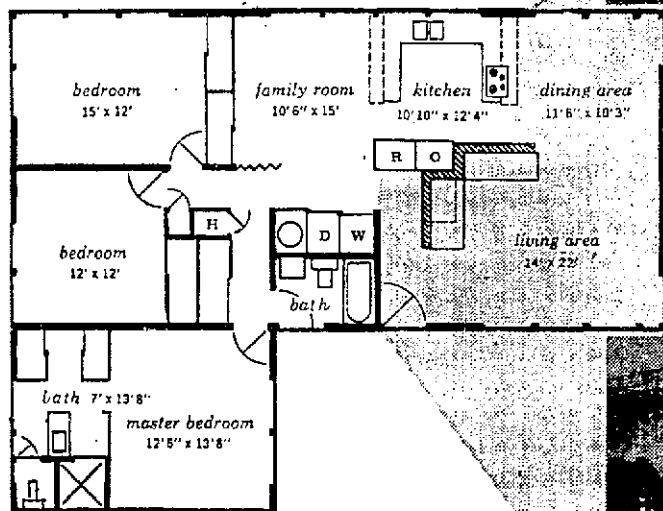 bedroom
15' x 12'
family room
10'6" x 15'
kitchen
10'10" x 12'4"
dining area
11'6" x 10'3"
R O
bedroom
12' x 12'
H
D W
bath
living area
14' x 22'
bath 7' x 13'8"
master bedroom
12'5" x 13'8"